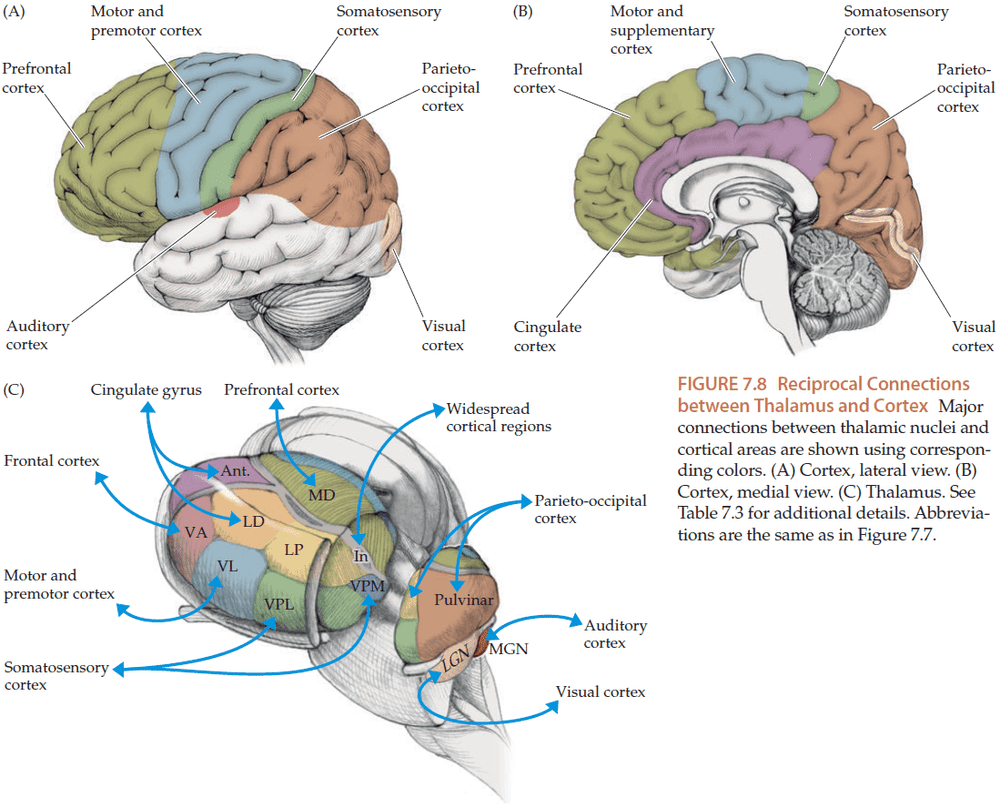 (A)
Motor and
premotor cortex
Somatosensory
cortex
Prefrontal
cortex
Parieto-
occipital
cortex
Auditory
cortex
Visual
cortex
(B)
Motor and
supplementary
cortex
Somatosensory
cortex
Prefrontal
cortex
Parieto-
occipital
cortex
Cingulate
cortex
Visual
cortex
(C)
Cingulate gyrus
Prefrontal cortex
Widespread
cortical regions
Frontal cortex
Ant.
MD
Parieto-occipital
cortex
VA
LD
LP
In
VL
VPM
Motor and
premotor cortex
VPL
Pulvinar
Auditory
cortex
MGN
LGN
Somatosensory
cortex
Visual cortex
FIGURE 7.8 Reciprocal Connections
between Thalamus and Cortex Major
connections between thalamic nuclei and
cortical areas are shown using correspon-
ding colors. (A) Cortex, lateral view. (B)
Cortex, medial view. (C) Thalamus. See
Table 7.3 for additional details. Abbrevia-
tions are the same as in Figure 7.7.